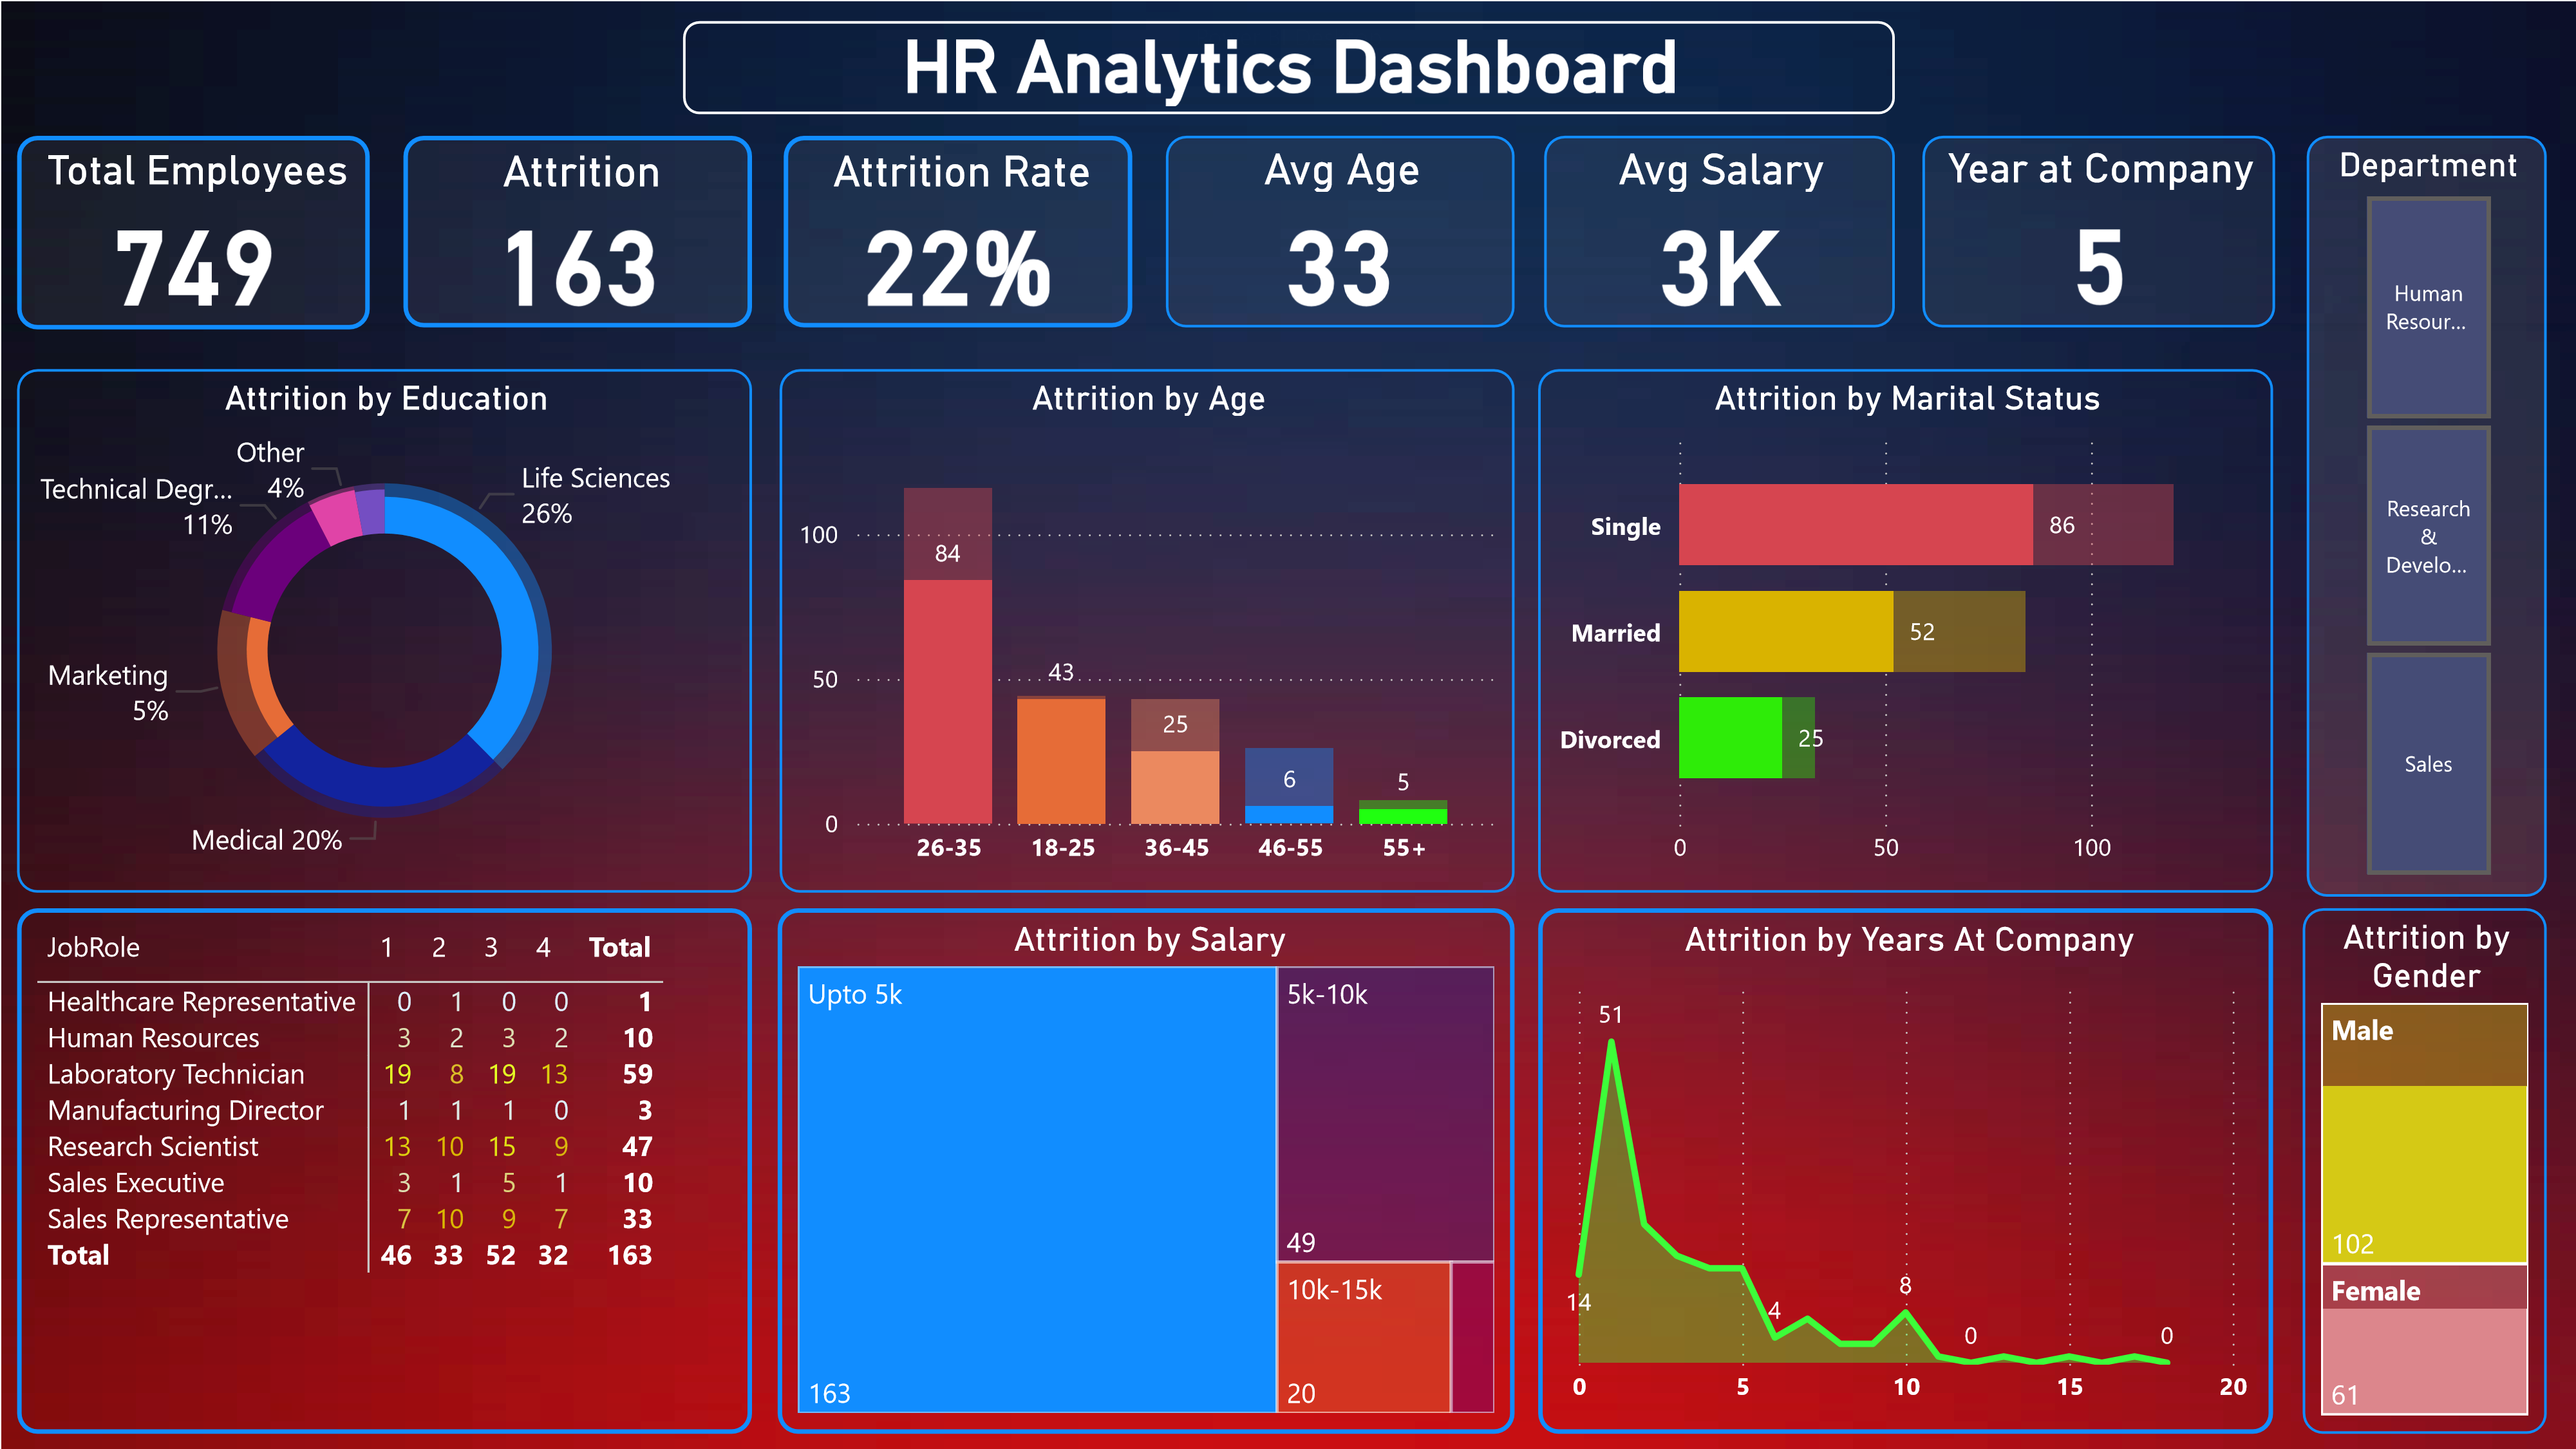 HR Analytics Dashboard
Total Employees
749
Attrition
163
Attrition Rate
22%
Avg Age
33
Avg Salary
3K
Year at Company
5
Department
Human
Resour...
Research
&
Develo...
Sales
Attrition by Education
Other
4%
Technical Degr...
11%
Life Sciences
26%
Marketing
5%
Medical 20%
Attrition by Age
100
50
0
84
43
25
6
5
26-35 18-25 36-45 46-55 55+
Attrition by Marital Status
Single 86
Married 52
Divorced 25
0 50 100
JobRole 1 2 3 4 Total
Healthcare Representative 0 1 0 0 1
Human Resources 3 2 3 2 10
Laboratory Technician 19 8 19 13 59
Manufacturing Director 1 1 1 0 3
Research Scientist 13 10 15 9 47
Sales Executive 3 1 5 1 10
Sales Representative 7 10 9 7 33
Total 46 33 52 32 163
Attrition by Salary
Upto 5k
163
5k-10k
49
10k-15k
20
Attrition by Years At Company
51
14
4
8
0
0
0 5 10 15 20
Attrition by
Gender
Male
102
Female
61